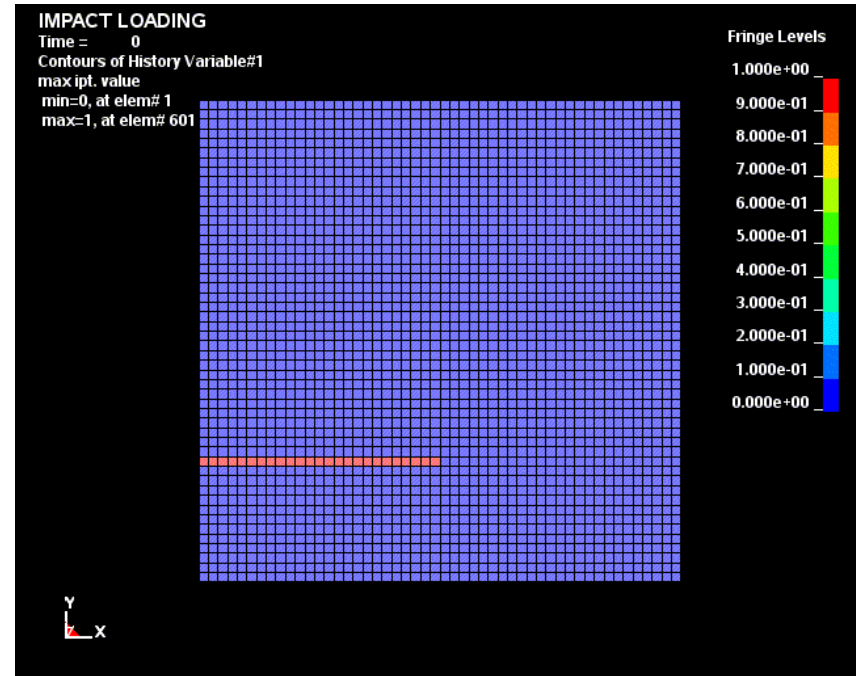 IMPACT LOADING
Time = 0
Contours of History Variable#1
max ipt. value
min=0, at elem# 1
max=1, at elem# 601
Fringe Levels
1.000e+00
9.000e-01
8.000e-01
7.000e-01
6.000e-01
5.000e-01
4.000e-01
3.000e-01
2.000e-01
1.000e-01
0.000e+00
Y
Z X